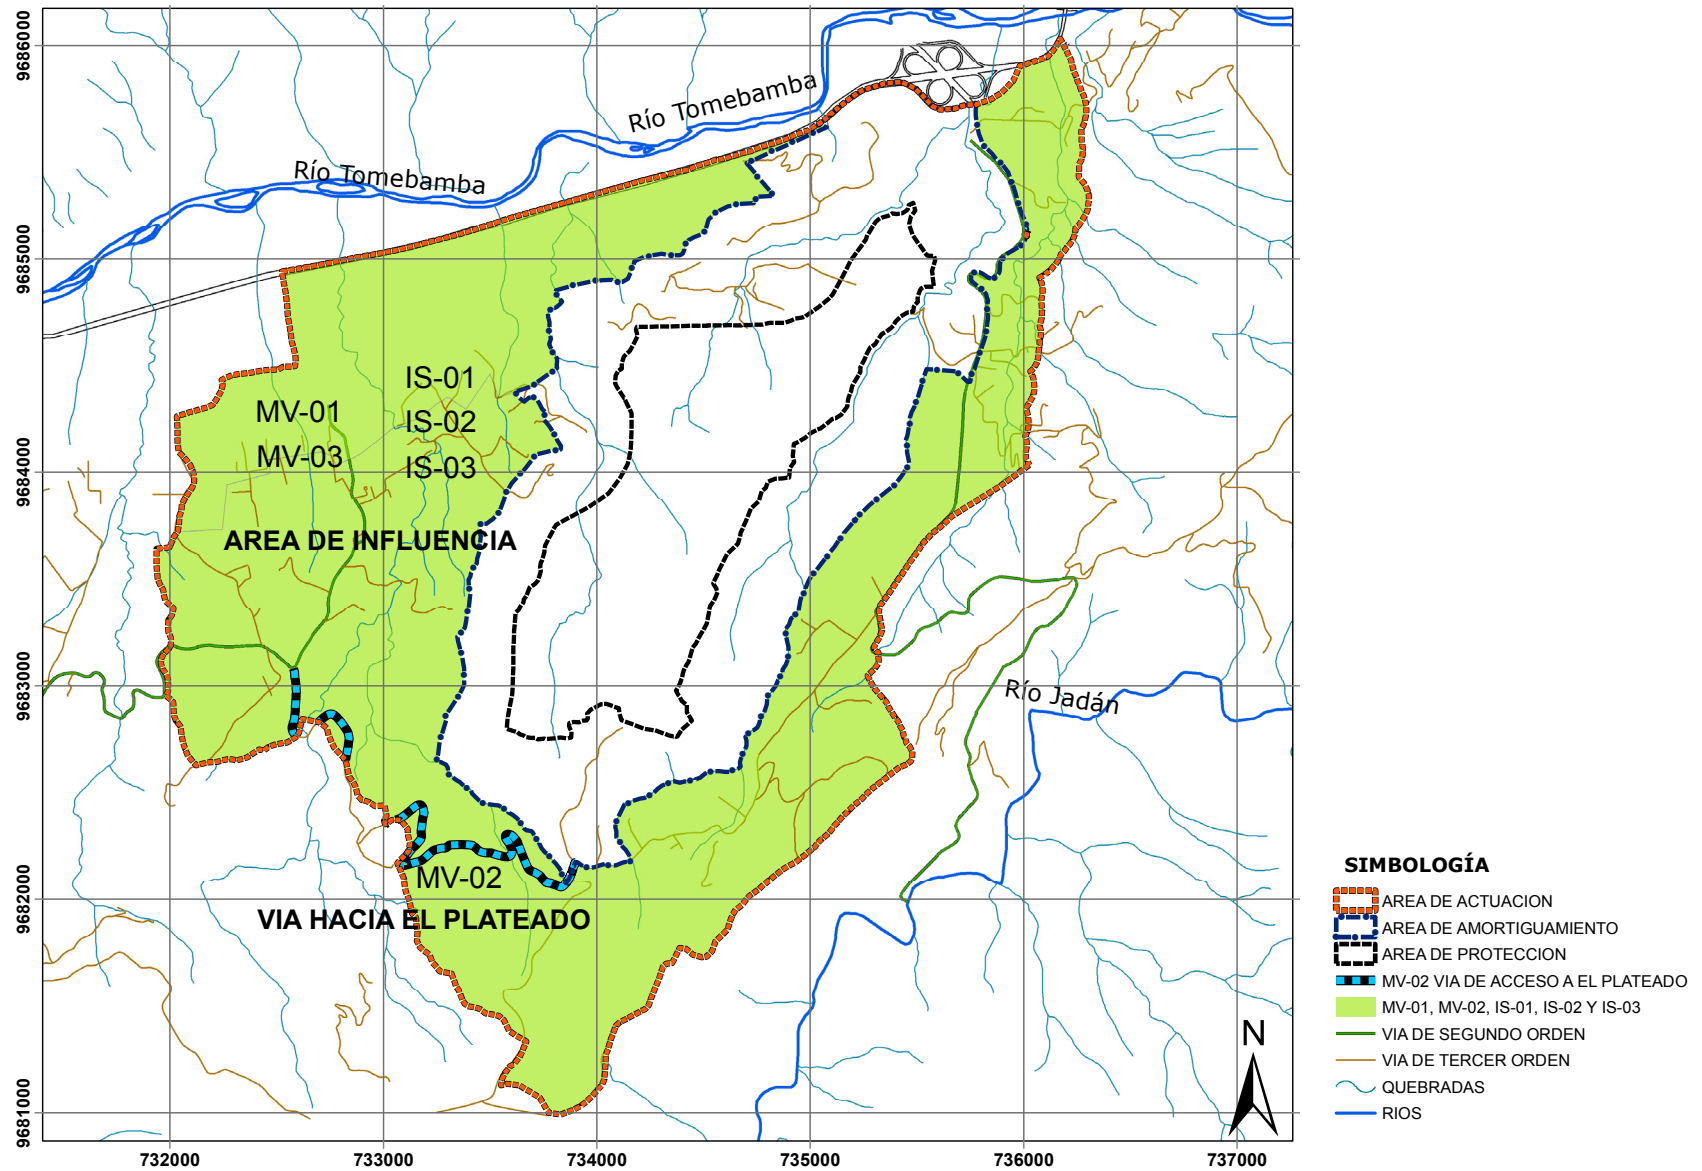 9686000
9685000
9684000
9683000
9682000
9681000
732000
733000
734000
735000
736000
737000
Río Tomebamba
Río Tomebamba
IS-01
MV-01
IS-02
MV-03
IS-03
AREA DE INFLUENCIA
Río Jadán
MV-02
VIA HACIA EL PLATEADO
N
SIMBOLOGÍA
AREA DE ACTUACION
AREA DE AMORTIGUAMIENTO
AREA DE PROTECCION
MV-02 VIA DE ACCESO A EL PLATEADO
MV-01, MV-02, IS-01, IS-02 Y IS-03
VIA DE SEGUNDO ORDEN
VIA DE TERCER ORDEN
QUEBRADAS
RIOS